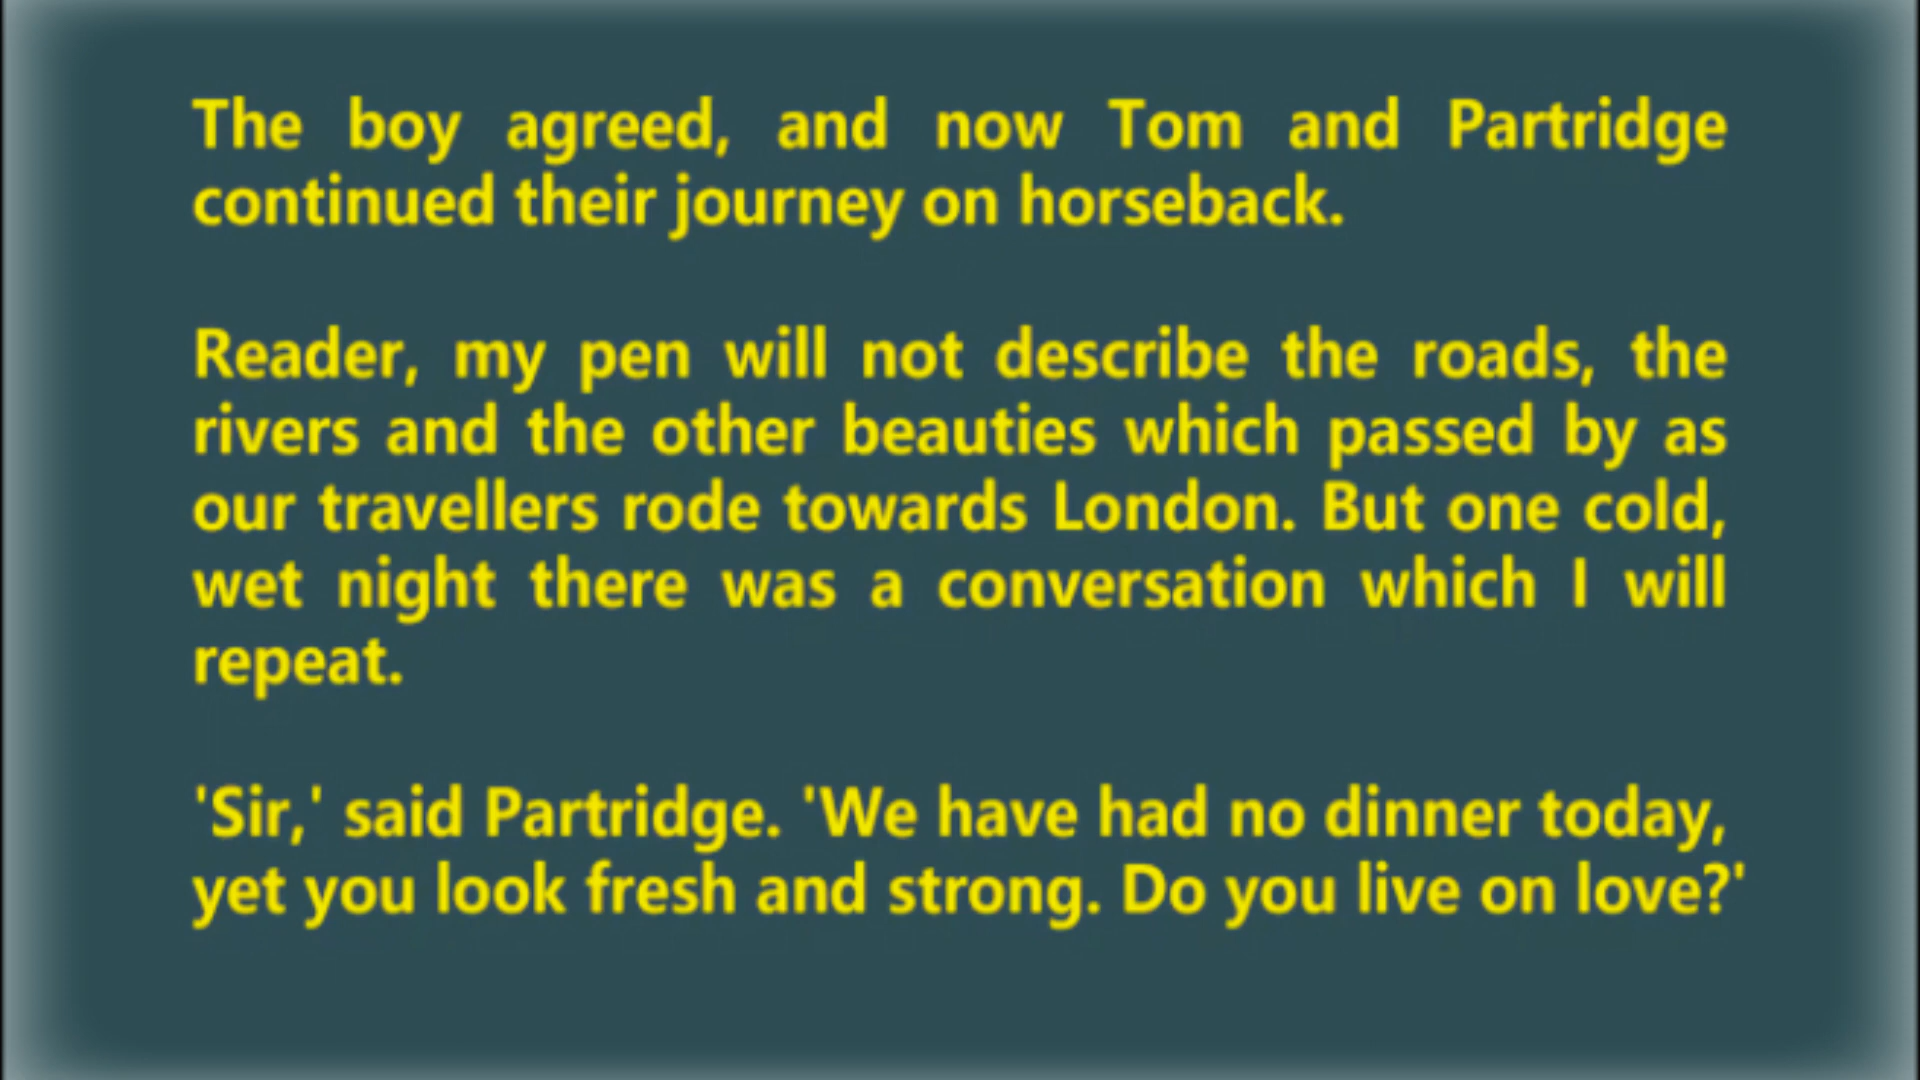 The boy agreed, and now Tom and Partridge
continued their journey on horseback.
Reader, my pen will not describe the roads, the
rivers and the other beauties which passed by as
our travellers rode towards London. But one cold,
wet night there was a conversation which I will
repeat.
'Sir,' said Partridge. 'We have had no dinner today,
yet you look fresh and strong. Do you live on love?'